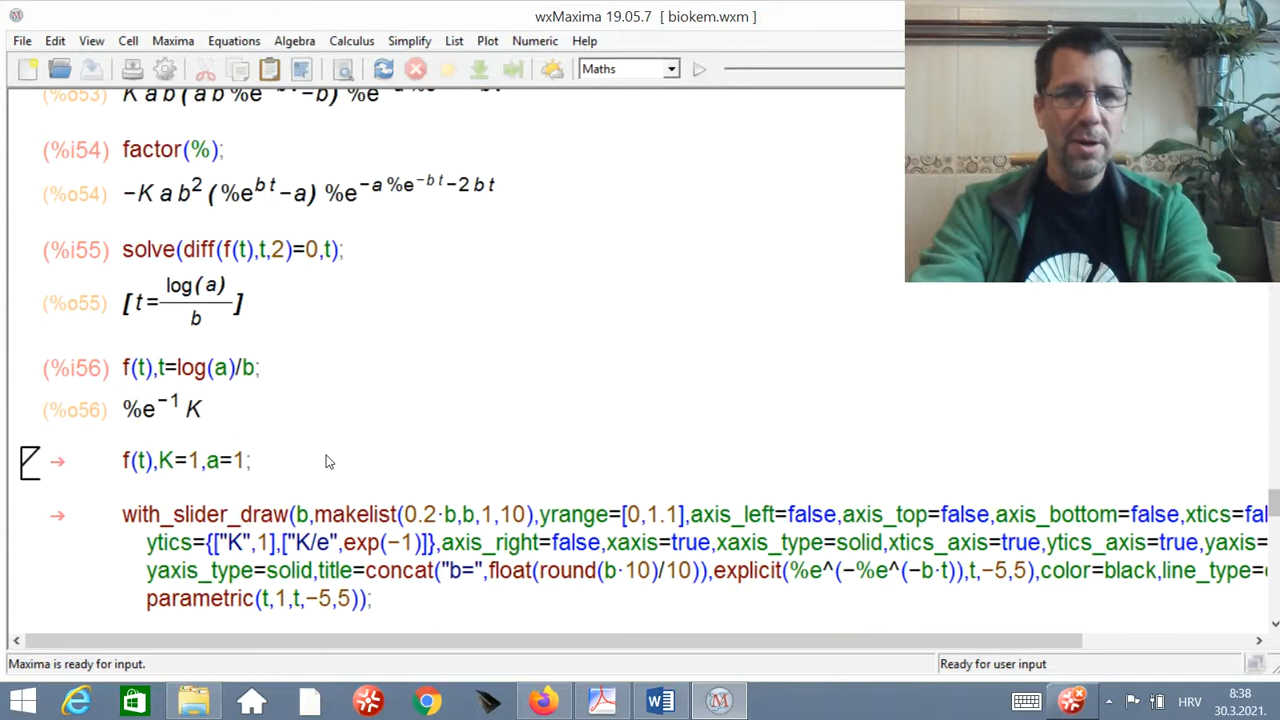 wxMaxima 19.05.7 [ biokem.wxm ]
File Edit View Cell Maxima Equations Algebra Calculus Simplify List Plot Numeric Help
Maths
(%o53)
(%i54) factor(%);
(%o54) −K a b² (%e^b t −a) %e^−a %e^−b t −2 b t
(%i55) solve(diff(f(t),t,2)=0,t);
(%o55) [t=log(a)/b]
(%i56) f(t),t=log(a)/b;
(%o56) %e^−1 K
→ f(t),K=1,a=1;
→ with_slider_draw(b,makelist(0.2·b,b,1,10),yrange=[0,1.1],axis_left=false,axis_top=false,axis_bottom=false,xtics=fal
ytics={["K",1],["K/e",exp(−1)]},axis_right=false,xaxis=true,xaxis_type=solid,xtics_axis=true,ytics_axis=true,yaxis=
yaxis_type=solid,title=concat("b=",float(round(b·10)/10)),explicit(%e^(−%e^(−b·t)),t,−5,5),color=black,line_type=
parametric(t,1,t,−5,5));
Maxima is ready for input. Ready for user input
HRV
8:38
30.3.2021.